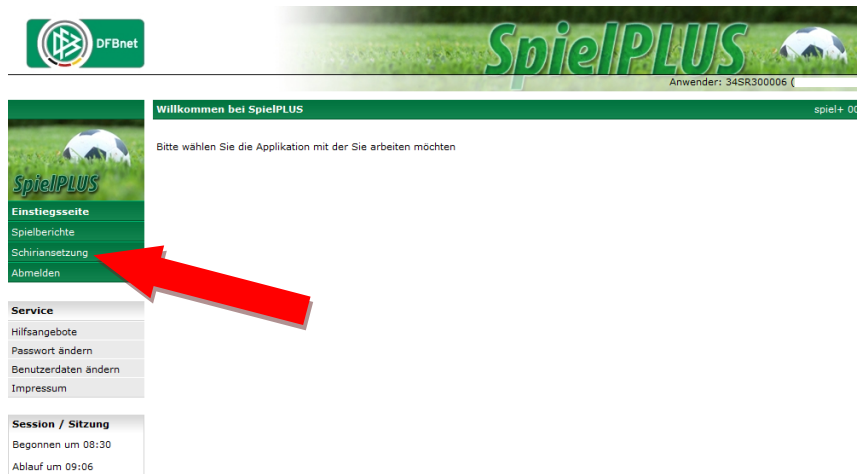 DFBnet
SpielPLUS
Anwender: 34SR300006 (
Willkommen bei SpielPLUS
spiel+ 00
Bitte wählen Sie die Applikation mit der Sie arbeiten möchten
SpielPLUS
Einstiegsseite
Spielberichte
Schiriansetzung
Abmelden
Service
Hilfsangebote
Passwort ändern
Benutzerdaten ändern
Impressum
Session / Sitzung
Begonnen um 08:30
Ablauf um 09:06